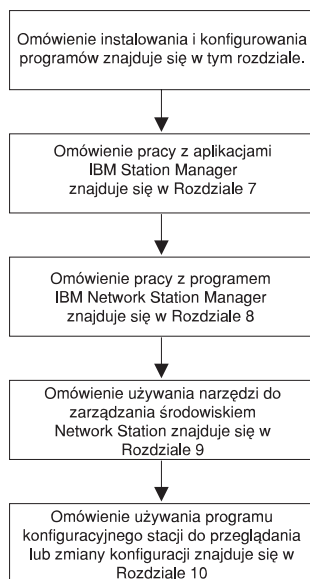 Omówienie instalowania i konfigurowania
programów znajduje się w tym rozdziale.
Omówienie pracy z aplikacjami
IBM Station Manager
znajduje się w Rozdziale 7
Omówienie pracy z programem
IBM Network Station Manager
znajduje się w Rozdziale 8
Omówienie używania narzędzi do
zarządzania środowiskiem
Network Station znajduje się w
Rozdziale 9
Omówienie używania programu
konfiguracyjnego stacji do przeglądania
lub zmiany konfiguracji znajduje się w
Rozdziale 10